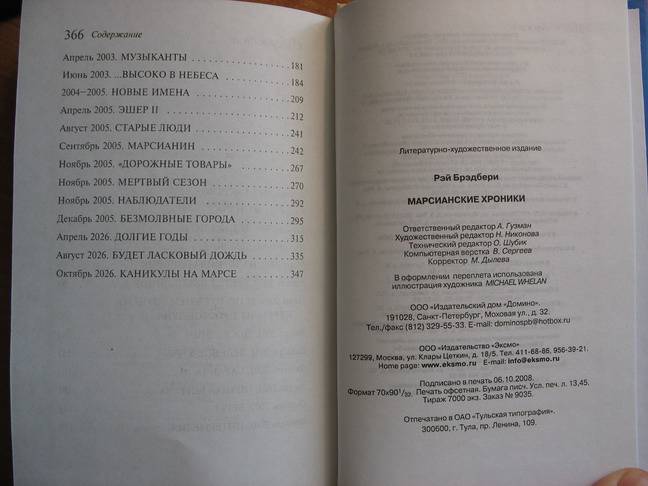 366 Содержание
Апрель 2003. МУЗЫКАНТЫ 181
Июнь 2003. ...ВЫСОКО В НЕБЕСА 184
2004–2005. НОВЫЕ ИМЕНА 209
Апрель 2005. ЭШЕР II 212
Август 2005. СТАРЫЕ ЛЮДИ 241
Сентябрь 2005. МАРСИАНИН 242
Ноябрь 2005. «ДОРОЖНЫЕ ТОВАРЫ» 267
Ноябрь 2005. МЕРТВЫЙ СЕЗОН 270
Ноябрь 2005. НАБЛЮДАТЕЛИ 292
Декабрь 2005. БЕЗМОЛВНЫЕ ГОРОДА 295
Апрель 2026. ДОЛГИЕ ГОДЫ 315
Август 2026. БУДЕТ ЛАСКОВЫЙ ДОЖДЬ 335
Октябрь 2026. КАНИКУЛЫ НА МАРСЕ 347
Литературно-художественное издание
Рэй Брэдбери
МАРСИАНСКИЕ ХРОНИКИ
Ответственный редактор А. Гузман
Художественный редактор Н. Никонова
Технический редактор О. Шубик
Компьютерная верстка В. Сергеев
Корректор М. Дылева
В оформлении переплета использована
иллюстрация художника MICHAEL WHELAN
ООО «Издательский дом «Домино».
191028, Санкт-Петербург, Моховая ул., д. 32.
Тел./факс (812) 329-55-33. E-mail: dominospb@hotbox.ru
ООО «Издательство «Эксмо»
127299, Москва, ул. Клары Цеткин, д. 18/5. Тел. 411-68-86, 956-39-21.
Home page: www.eksmo.ru E-mail: info@eksmo.ru
Подписано в печать 06.10.2008.
Формат 70x90 1/32. Печать офсетная. Бумага писч. Усл. печ. л. 13,45.
Тираж 7000 экз. Заказ № 9035.
Отпечатано в ОАО «Тульская типография».
300600, г. Тула, пр. Ленина, 109.